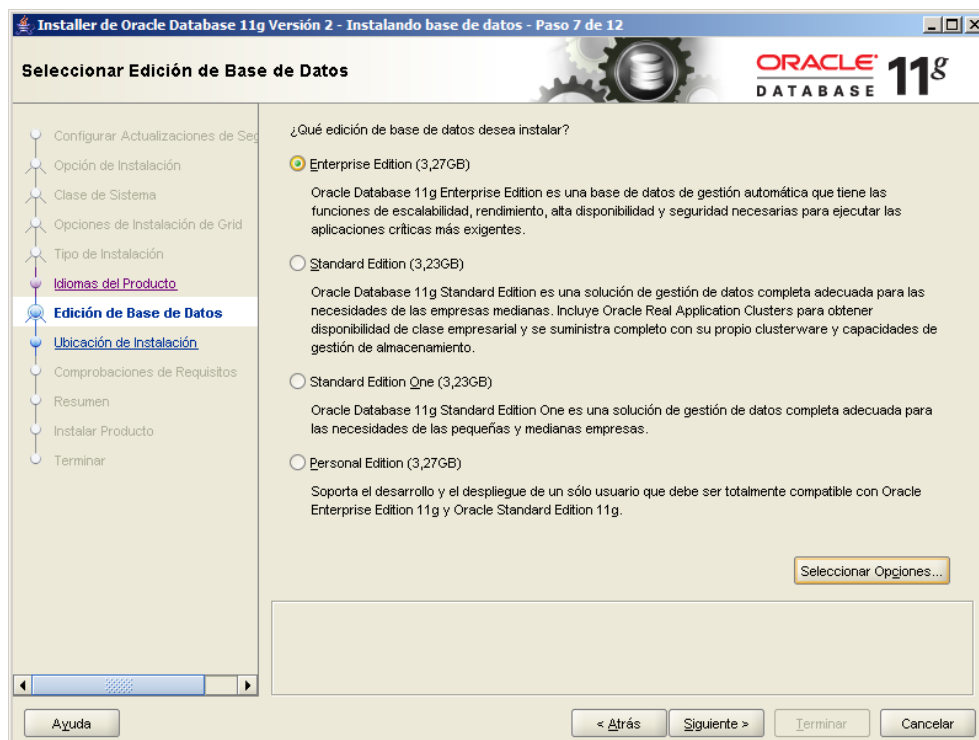 Installer de Oracle Database 11g Versión 2 - Instalando base de datos - Paso 7 de 12
Seleccionar Edición de Base de Datos
ORACLE
DATABASE
11g
Configurar Actualizaciones de Seg
Opción de Instalación
Clase de Sistema
Opciones de Instalación de Grid
Tipo de Instalación
Idiomas del Producto
Edición de Base de Datos
Ubicación de Instalación
Comprobaciones de Requisitos
Resumen
Instalar Producto
Terminar
¿Qué edición de base de datos desea instalar?
Enterprise Edition (3,27GB)
Oracle Database 11g Enterprise Edition es una base de datos de gestión automática que tiene las
funciones de escalabilidad, rendimiento, alta disponibilidad y seguridad necesarias para ejecutar las
aplicaciones críticas más exigentes.
Standard Edition (3,23GB)
Oracle Database 11g Standard Edition es una solución de gestión de datos completa adecuada para las
necesidades de las empresas medianas. Incluye Oracle Real Application Clusters para obtener
disponibilidad de clase empresarial y se suministra completo con su propio clusterware y capacidades de
gestión de almacenamiento.
Standard Edition One (3,23GB)
Oracle Database 11g Standard Edition One es una solución de gestión de datos completa adecuada para
las necesidades de las pequeñas y medianas empresas.
Personal Edition (3,27GB)
Soporta el desarrollo y el despliegue de un sólo usuario que debe ser totalmente compatible con Oracle
Enterprise Edition 11g y Oracle Standard Edition 11g.
Seleccionar Opciones...
Ayuda
< Atrás
Siguiente >
Terminar
Cancelar